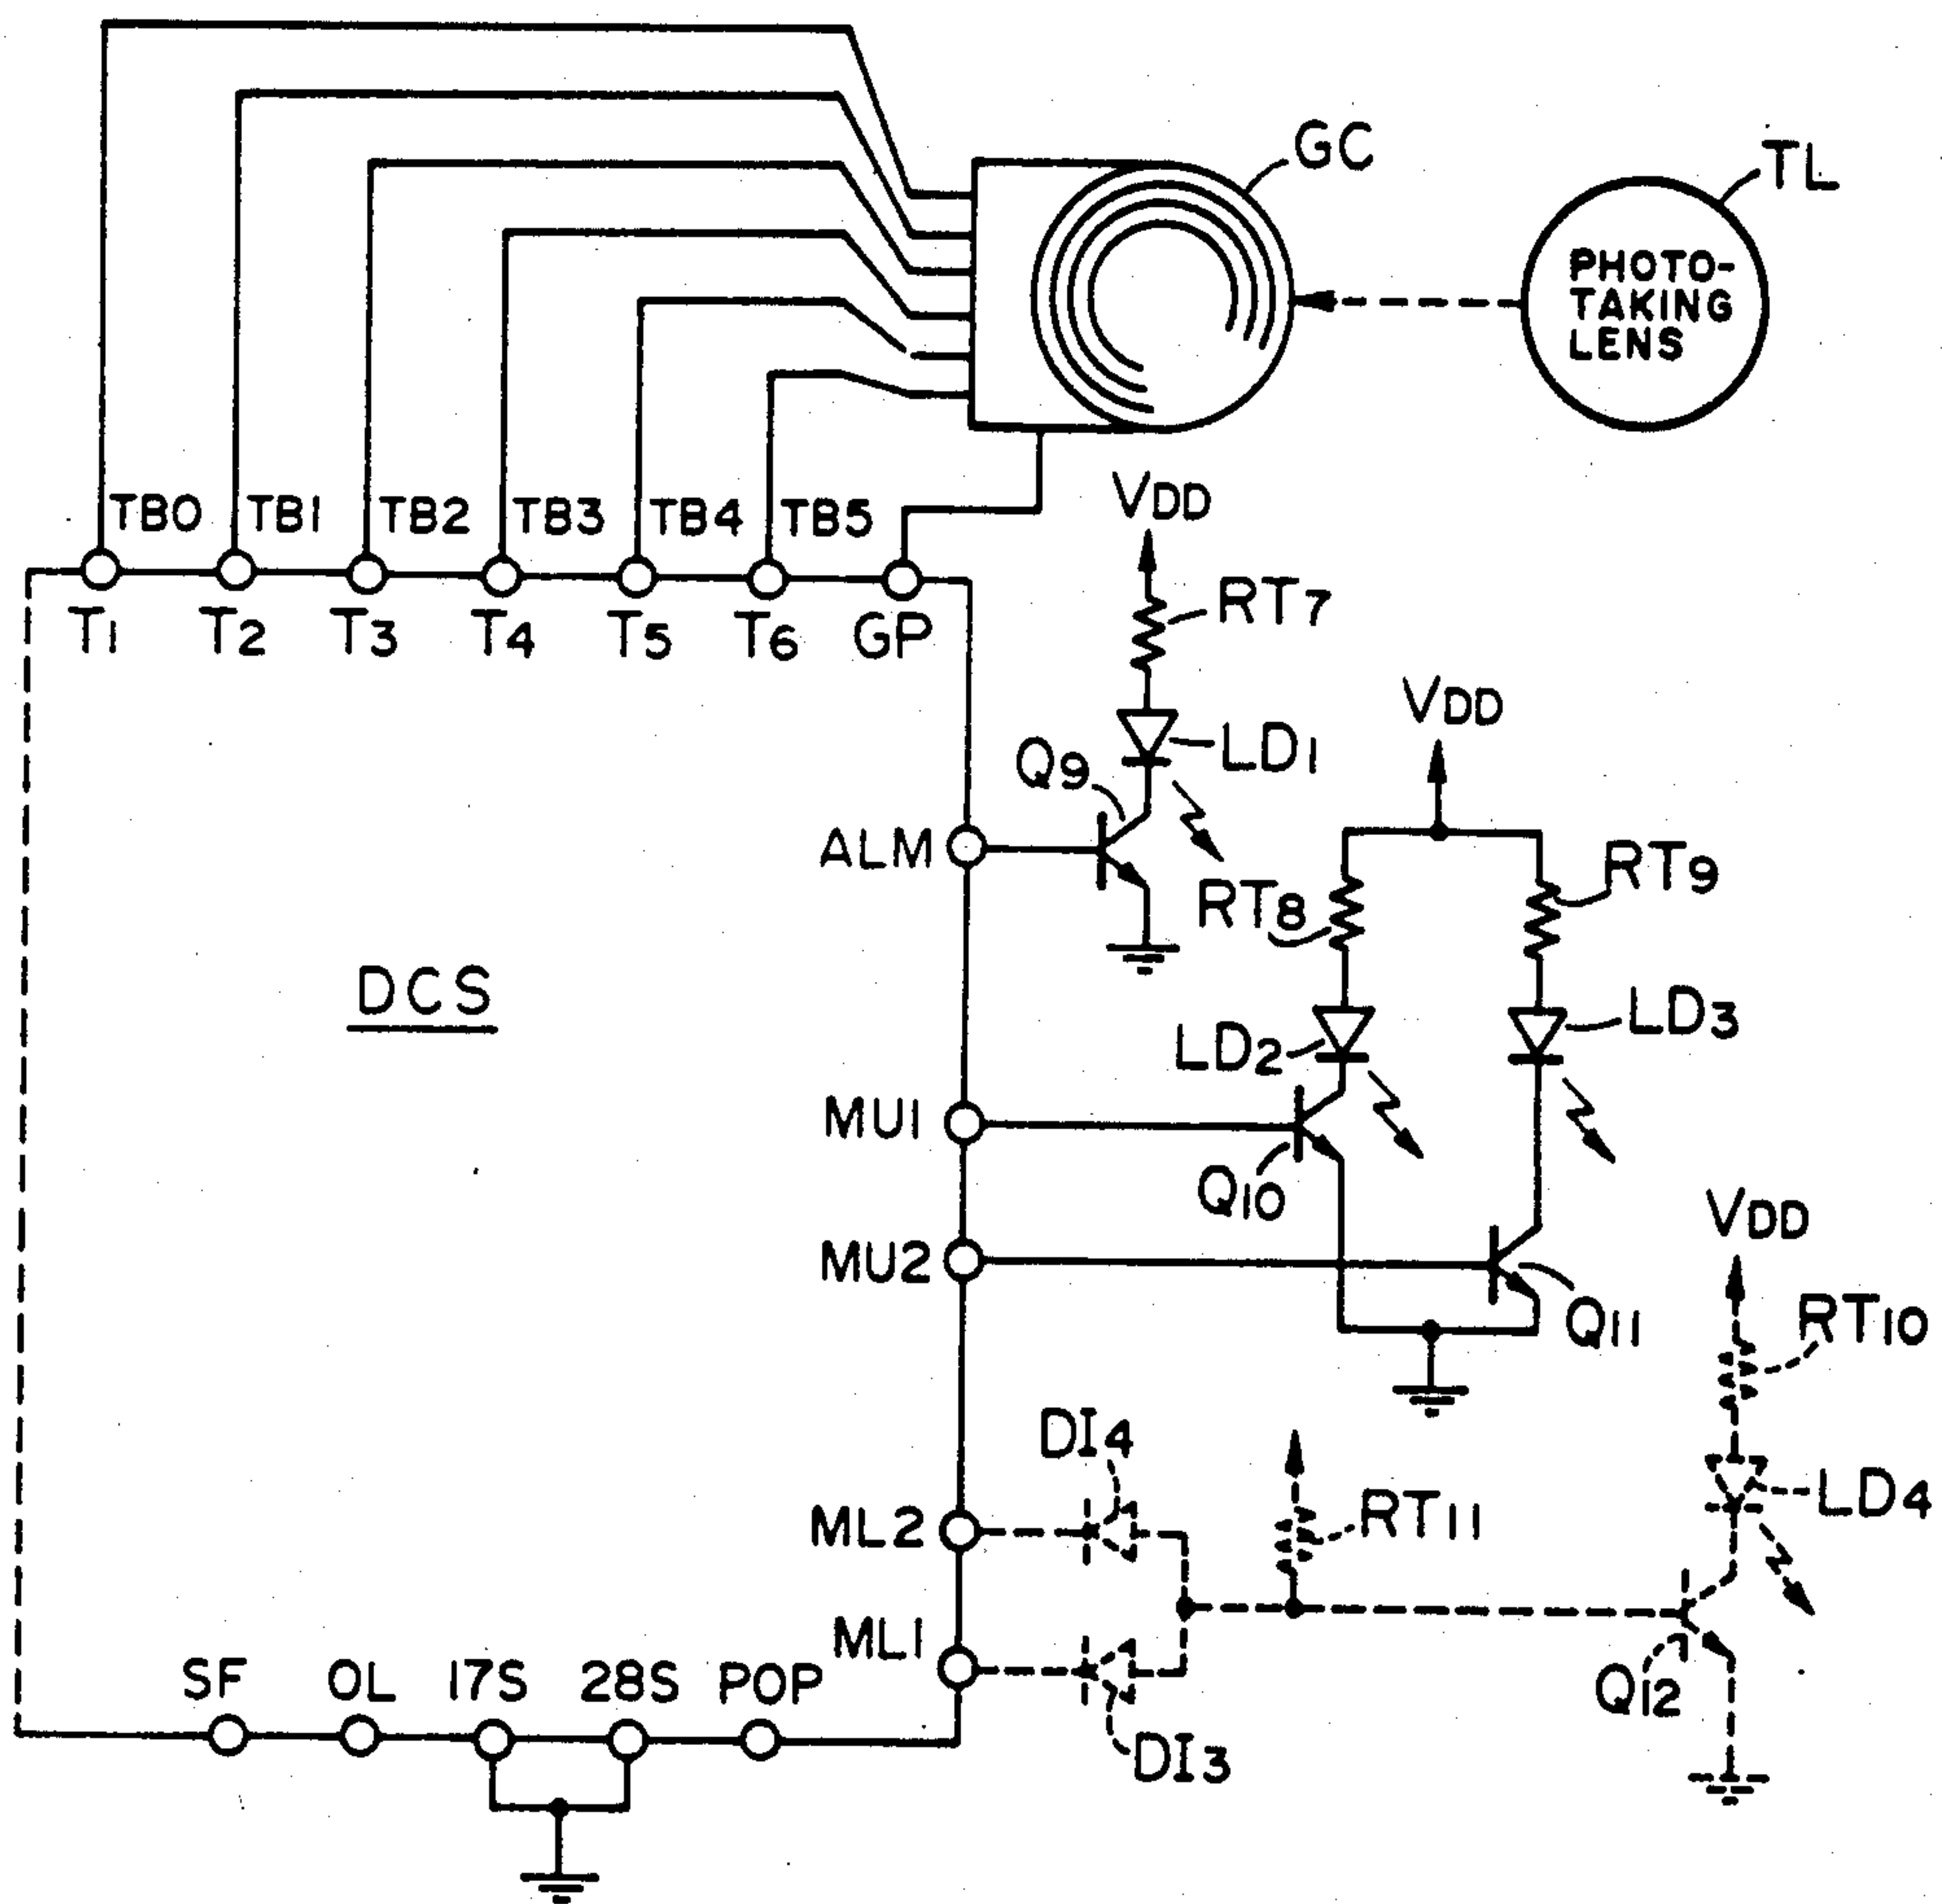 GC
TL
PHOTO-
TAKING
LENS
TB0 TB1 TB2 TB3 TB4 TB5
VDD
T1 T2 T3 T4 T5 T6 GP
RT7
VDD
LD1
Q9
ALM
RT8
RT9
DCS
LD2
LD3
MU1
Q10
VDD
MU2
Q11
RT10
DI4
ML2
RT11
LD4
ML1
SF OL 17S 28S POP
Q12
DI3